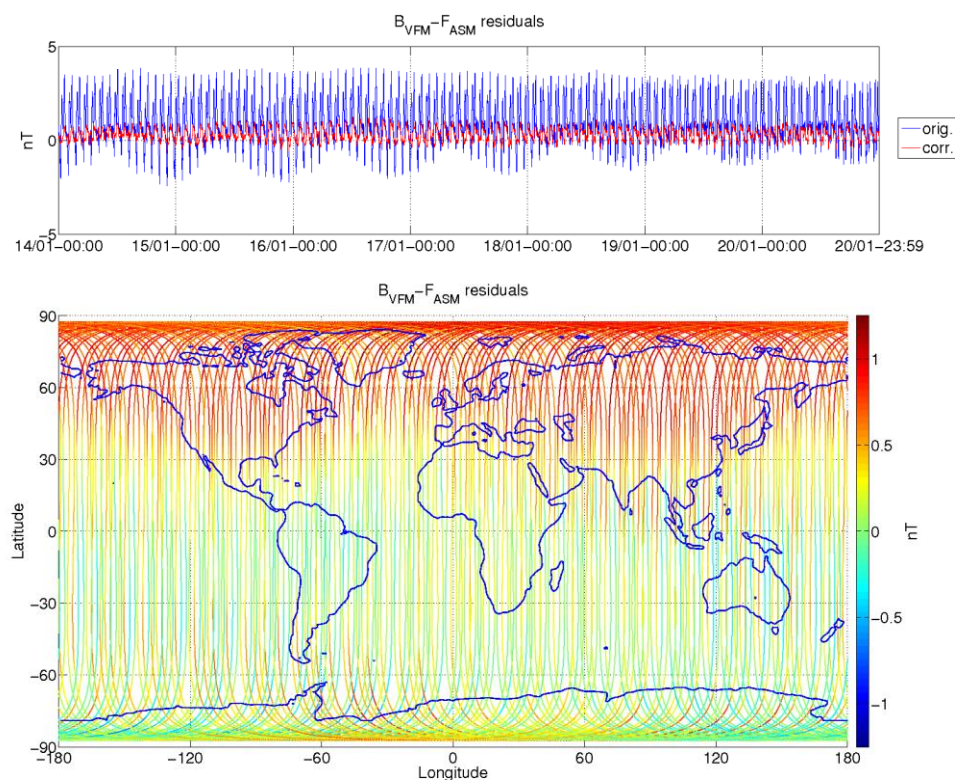 B_VFM−F_ASM residuals
5
0
−5
nT
14/01−00:00 15/01−00:00 16/01−00:00 17/01−00:00 18/01−00:00 19/01−00:00 20/01−00:00 20/01−23:59
orig.
corr.
B_VFM−F_ASM residuals
90
60
30
0
−30
−60
−90
Latitude
−180 −120 −60 0 60 120 180
Longitude
1
0.5
0
−0.5
−1
nT